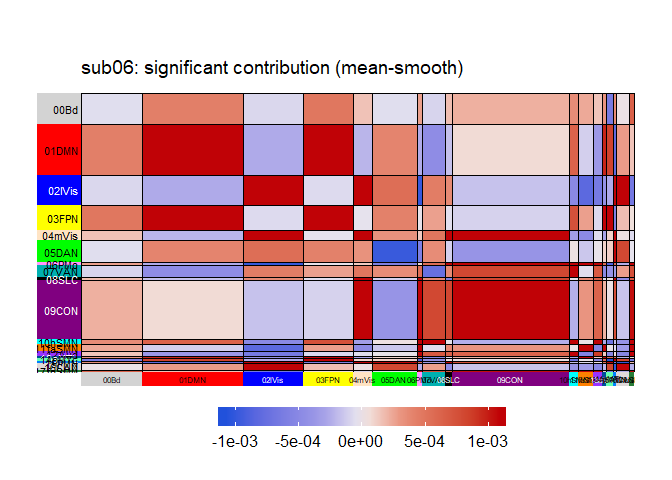 sub06: significant contribution (mean-smooth)
00Bd
01DMN
02lVis
03FPN
04mVis
05DAN
07VAN
08SLC
09CON
00Bd
01DMN
02lVis
03FPN
04mVis
05DAN
08SLC
09CON
-1e-03
-5e-04
0e+00
5e-04
1e-03